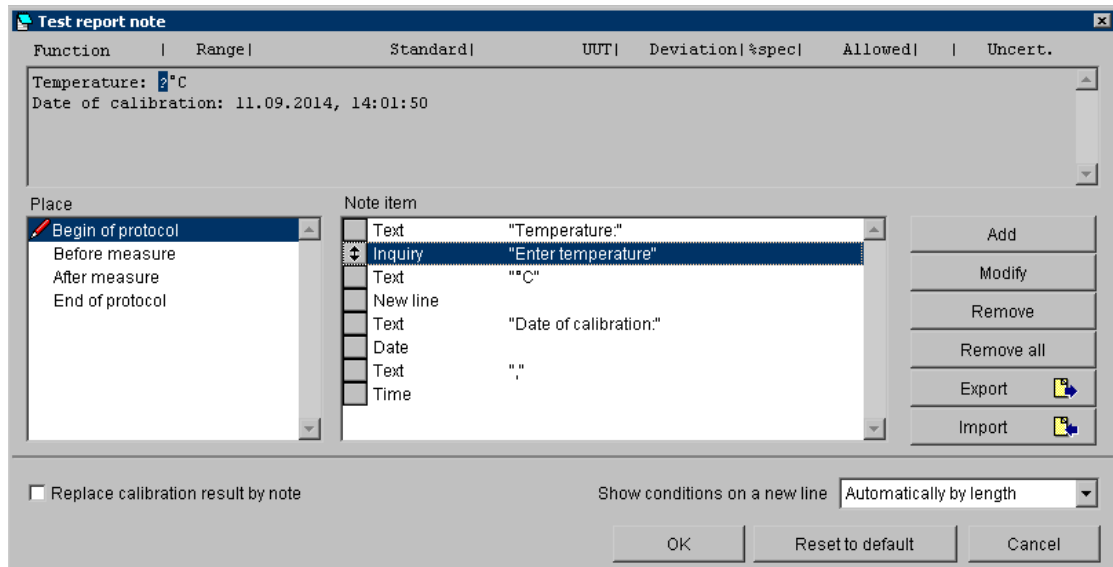 Test report note
Function | Range| Standard| UUT| Deviation|%spec| Allowed| | Uncert.
Temperature: ?°C
Date of calibration: 11.09.2014, 14:01:50
Place
Note item
Begin of protocol
Before measure
After measure
End of protocol
Text "Temperature:"
Inquiry "Enter temperature"
Text "°C"
New line
Text "Date of calibration:"
Date
Text ","
Time
Add
Modify
Remove
Remove all
Export
Import
Replace calibration result by note
Show conditions on a new line Automatically by length
OK
Reset to default
Cancel